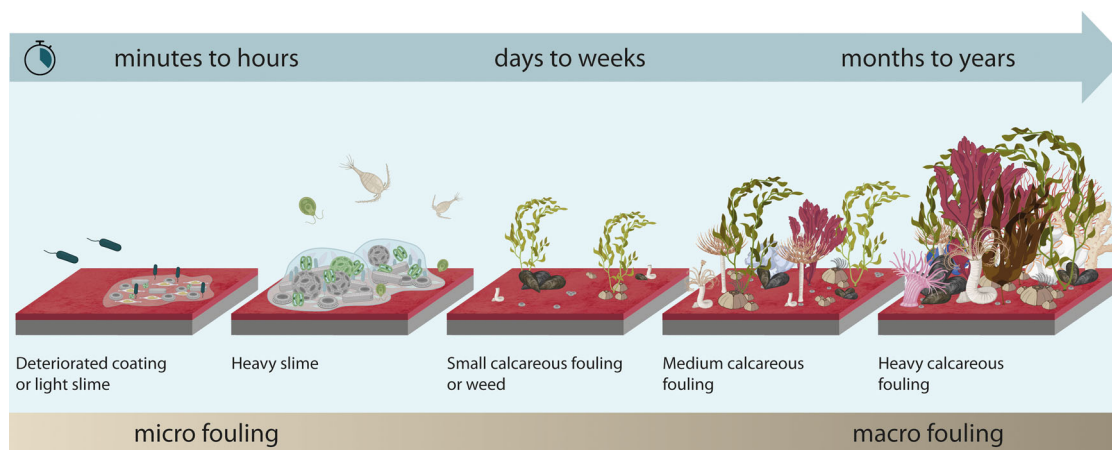 minutes to hours
days to weeks
months to years
Deteriorated coating
or light slime
Heavy slime
Small calcareous fouling
or weed
Medium calcareous
fouling
Heavy calcareous
fouling
micro fouling
macro fouling